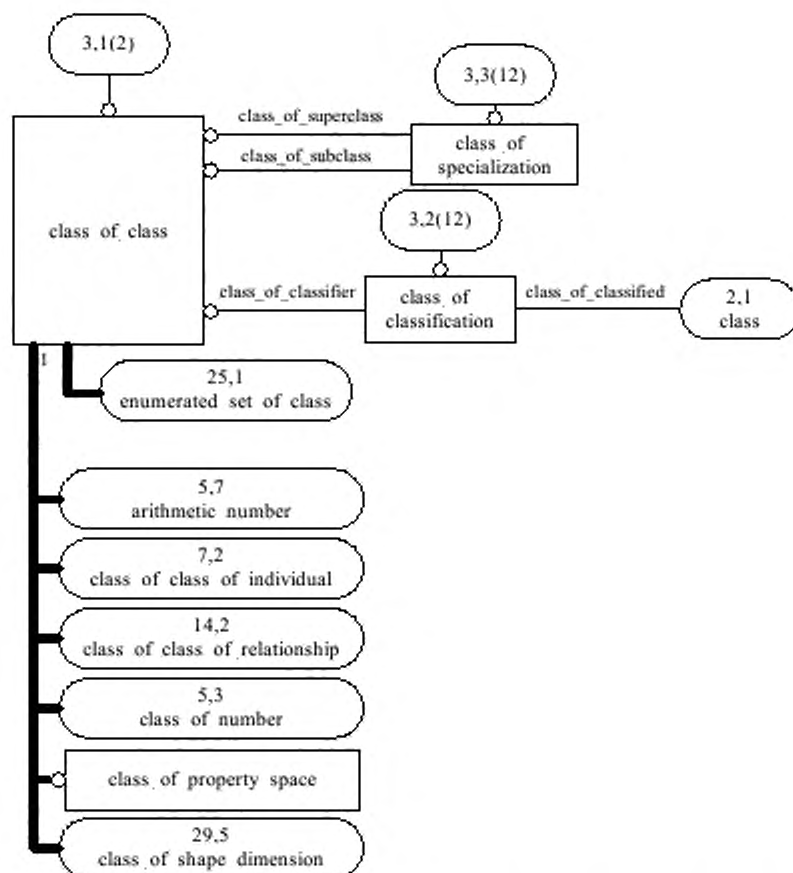 3,1(2)
3,3(12)
class_of_superclass
class of
specialization
class_of_subclass
3,2(12)
class of class
class_of_classifier
class of
classification
class_of_classified
2,1
class
1
25,1
enumerated set of class
5,7
arithmetic number
7,2
class of class of individual
14,2
class of class of relationship
5,3
class of number
class of property space
29,5
class of shape dimension